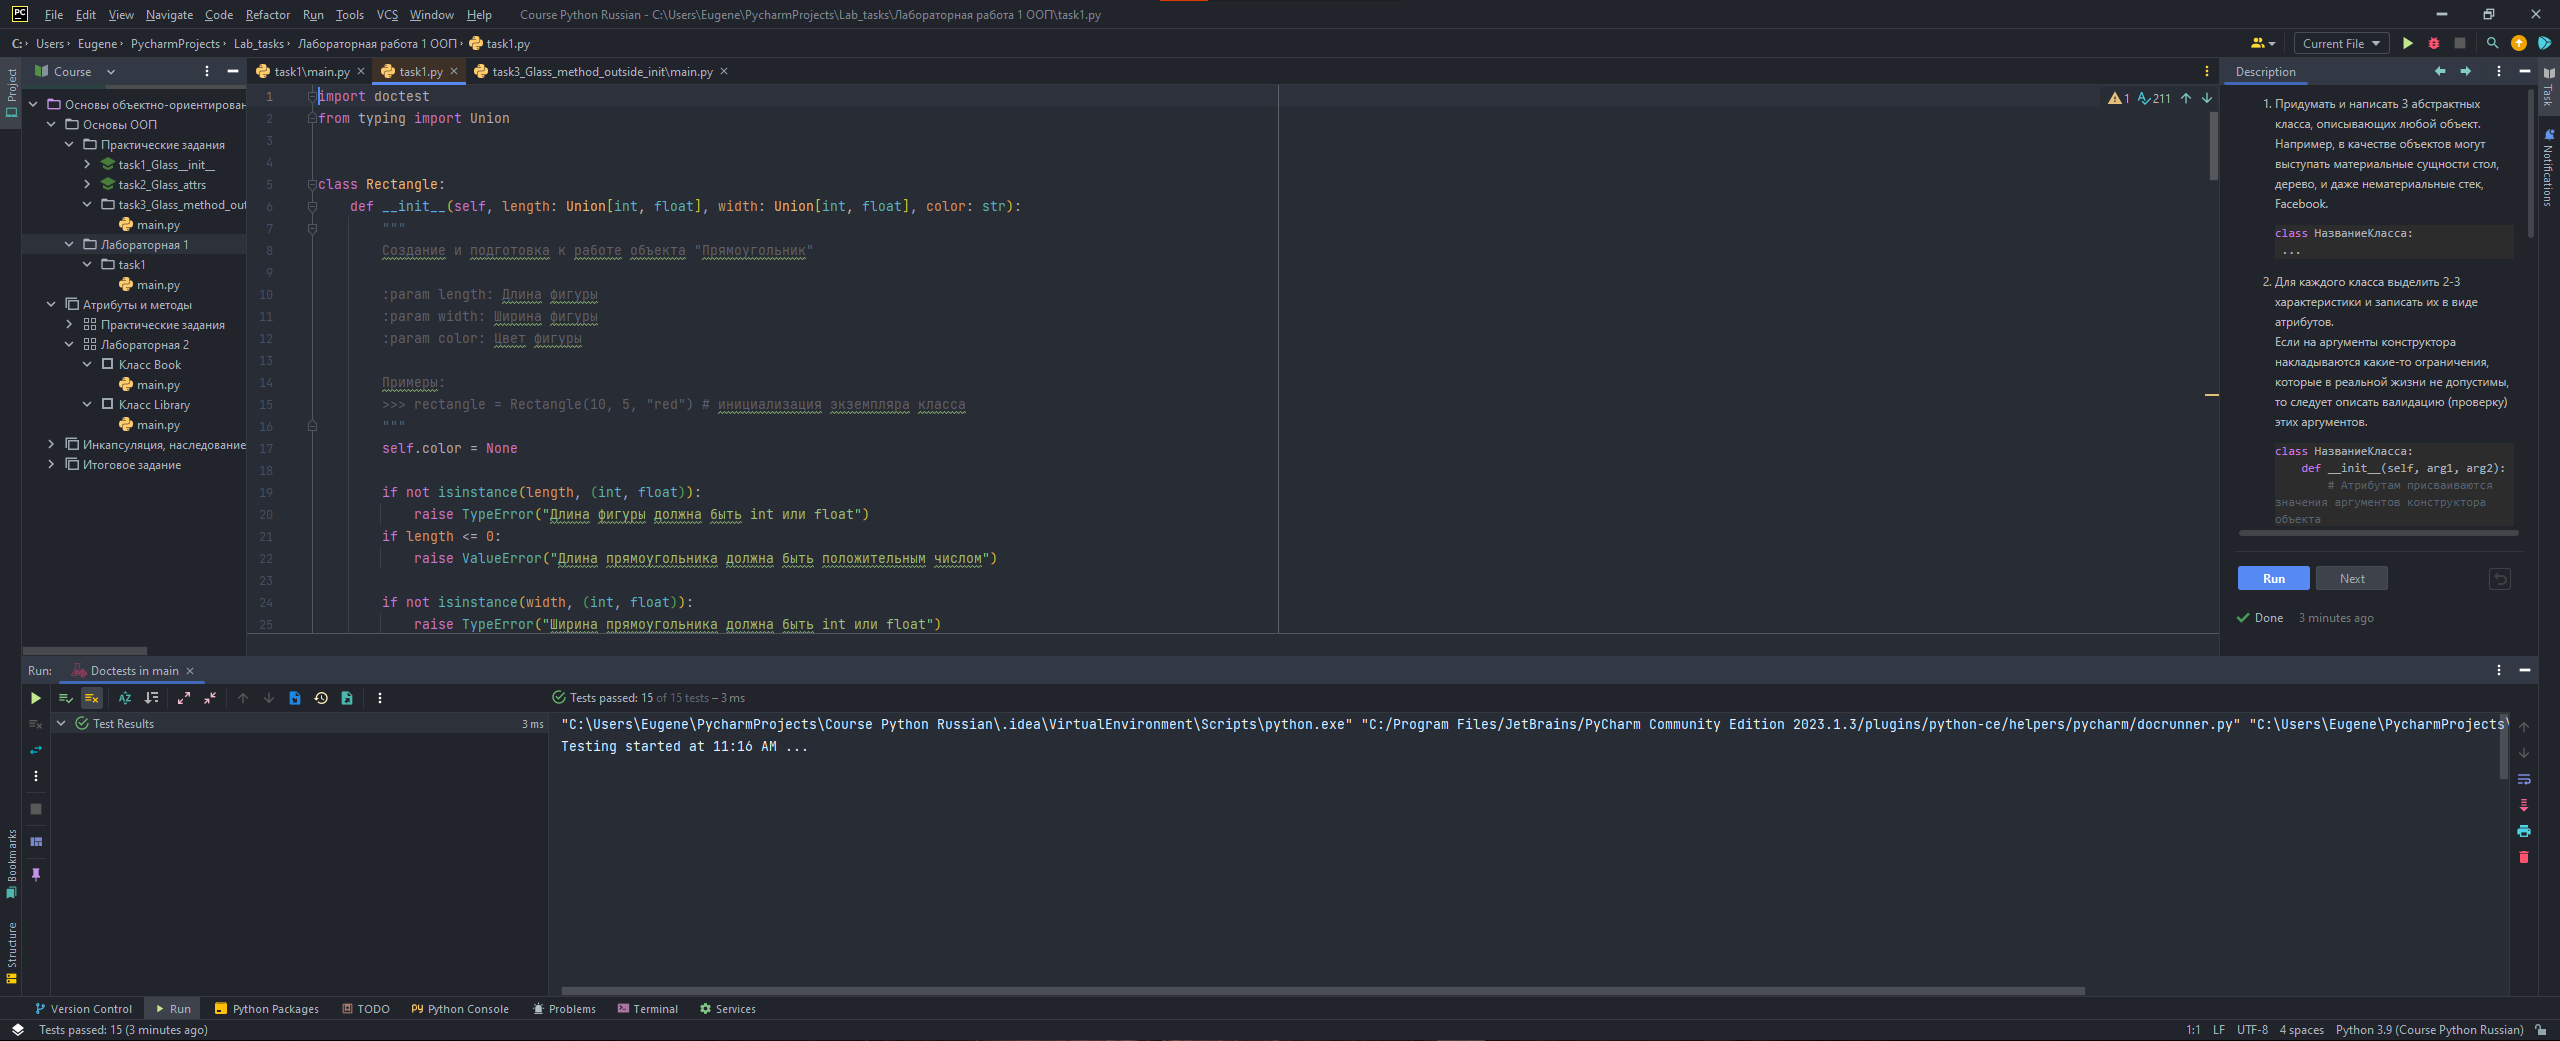 PC File Edit View Navigate Code Refactor Run Tools VCS Window Help Course Python Russian - C:\Users\Eugene\PycharmProjects\Lab_tasks\Лабораторная работа 1 ООП\task1.py
C: Users Eugene PycharmProjects Lab_tasks Лабораторная работа 1 ООП task1.py Current File
Project
Bookmarks
Structure
Course
Основы объектно-ориентирован
Основы ООП
Практические задания
task1_Glass__init__
task2_Glass_attrs
task3_Glass_method_out
main.py
Лабораторная 1
task1
main.py
Атрибуты и методы
Практические задания
Лабораторная 2
Класс Book
main.py
Класс Library
main.py
Инкапсуляция, наследование
Итоговое задание
task1\main.py task1.py task3_Glass_method_outside_init\main.py
1 211
1 import doctest
2 from typing import Union
3
4
5 class Rectangle:
6 def __init__(self, length: Union[int, float], width: Union[int, float], color: str):
7 """
8 Создание и подготовка к работе объекта "Прямоугольник"
9
10 :param length: Длина фигуры
11 :param width: Ширина фигуры
12 :param color: Цвет фигуры
13
14 Примеры:
15 >>> rectangle = Rectangle(10, 5, "red") # инициализация экземпляра класса
16 """
17 self.color = None
18
19 if not isinstance(length, (int, float)):
20 raise TypeError("Длина фигуры должна быть int или float")
21 if length <= 0:
22 raise ValueError("Длина прямоугольника должна быть положительным числом")
23
24 if not isinstance(width, (int, float)):
25 raise TypeError("Ширина прямоугольника должна быть int или float")
Description
1. Придумать и написать 3 абстрактных
класса, описывающих любой объект.
Например, в качестве объектов могут
выступать материальные сущности стол,
дерево, и даже нематериальные стек,
Facebook.
class НазваниеКласса:
...
2. Для каждого класса выделить 2-3
характеристики и записать их в виде
атрибутов.
Если на аргументы конструктора
накладываются какие-то ограничения,
которые в реальной жизни не допустимы,
то следует описать валидацию (проверку)
этих аргументов.
class НазваниеКласса:
def __init__(self, arg1, arg2):
# Атрибутам присваиваются
значения аргументов конструктора
объекта
Run Next
Done 3 minutes ago
Task
Notifications
Run: Doctests in main
Tests passed: 15 of 15 tests – 3 ms
Test Results 3 ms
"C:\Users\Eugene\PycharmProjects\Course Python Russian\.idea\VirtualEnvironment\Scripts\python.exe" "C:/Program Files/JetBrains/PyCharm Community Edition 2023.1.3/plugins/python-ce/helpers/pycharm/docrunner.py" "C:\Users\Eugene\PycharmProjects\
Testing started at 11:16 AM ...
Version Control Run Python Packages TODO Python Console Problems Terminal Services
Tests passed: 15 (3 minutes ago) 1:1 LF UTF-8 4 spaces Python 3.9 (Course Python Russian)